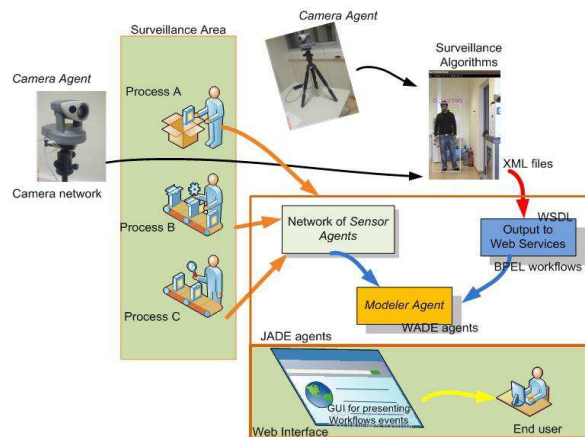 Surveillance Area
Camera Agent
Camera Agent
Surveillance
Algorithms
Process A
Camera network
XML files
Process B
Network of Sensor
Agents
WSDL
Output to
Web Services
BPEL workflows
Process C
Modeler Agent
WADE agents
JADE agents
GUI for presenting
Workflows events
Web Interface
End user